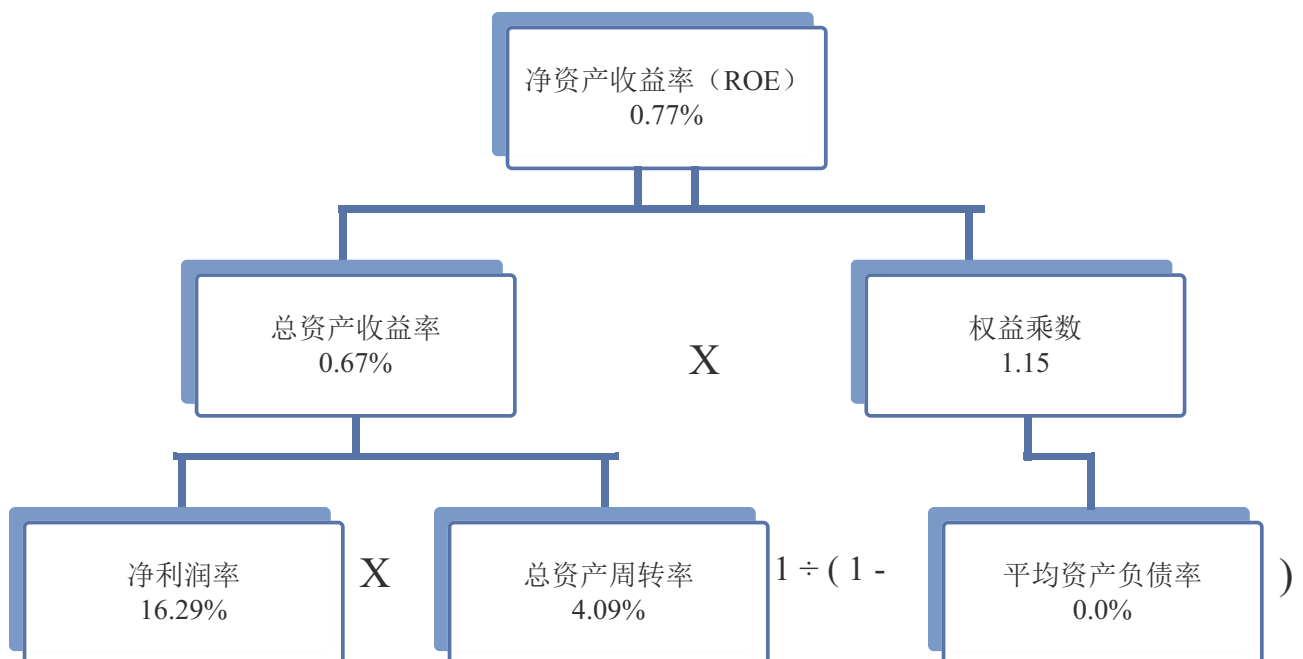 净资产收益率（ROE）
0.77%
总资产收益率
0.67%
X
权益乘数
1.15
净利润率
16.29%
X
总资产周转率
4.09%
1 ÷ ( 1 -
平均资产负债率
0.0%
)